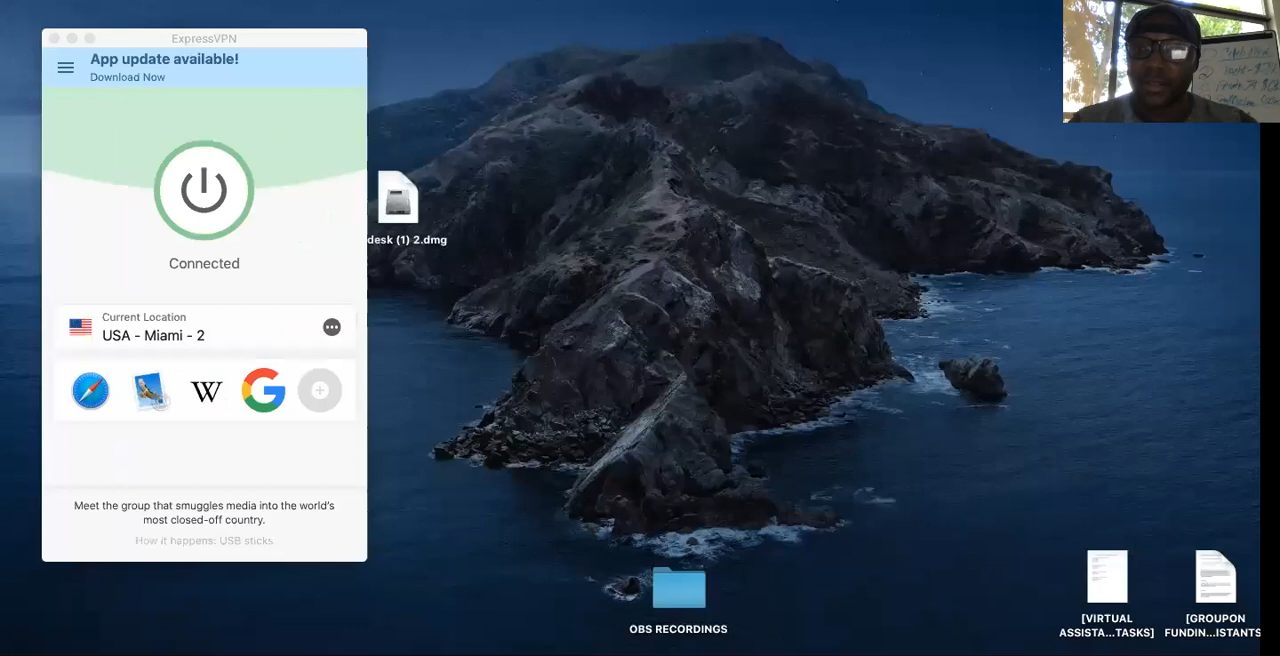 ExpressVPN
App update available!
Download Now
Connected
Current Location
USA - Miami - 2
W
G
Meet the group that smuggles media into the world's
most closed-off country.
How it happens: USB sticks.
desk (1) 2.dmg
OBS RECORDINGS
[VIRTUAL
ASSISTA...TASKS]
[GROUPON
FUNDIN...ISTANTS